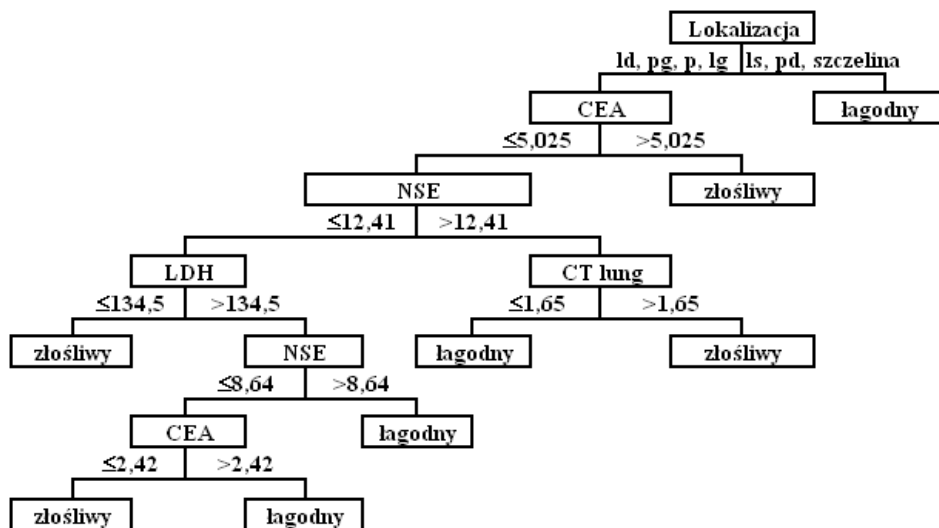 Lokalizacja
ld, pg, p, lg ls, pd, szczelina
CEA łagodny
≤5,025 >5,025
NSE złośliwy
≤12,41 >12,41
LDH CT lung
≤134,5 >134,5 ≤1,65 >1,65
złośliwy NSE łagodny złośliwy
≤8,64 >8,64
CEA łagodny
≤2,42 >2,42
złośliwy łagodny